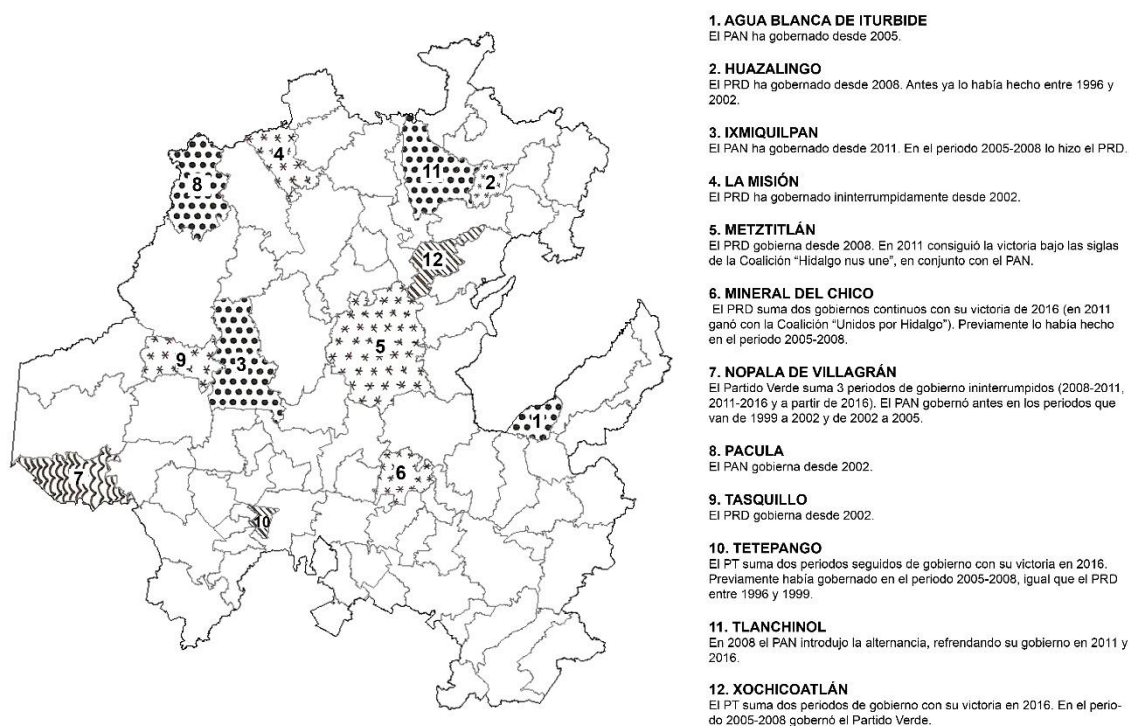 1. AGUA BLANCA DE ITURBIDE
El PAN ha gobernado desde 2005.
2. HUAZALINGO
El PRD ha gobernado desde 2008. Antes ya lo había hecho entre 1996 y
2002.
3. IXMIQUILPAN
El PAN ha gobernado desde 2011. En el periodo 2005-2008 lo hizo el PRD.
4. LA MISIÓN
El PRD ha gobernado ininterrumpidamente desde 2002.
5. METZTITLÁN
El PRD gobierna desde 2008. En 2011 consiguió la victoria bajo las siglas
de la Coalición “Hidalgo nus une”, en conjunto con el PAN.
6. MINERAL DEL CHICO
El PRD suma dos gobiernos continuos con su victoria de 2016 (en 2011
ganó con la Coalición “Unidos por Hidalgo”). Previamente lo había hecho
en el periodo 2005-2008.
7. NOPALA DE VILLAGRÁN
El Partido Verde suma 3 periodos de gobierno ininterrumpidos (2008-2011,
2011-2016 y a partir de 2016). El PAN gobernó antes en los periodos que
van de 1999 a 2002 y de 2002 a 2005.
8. PACULA
El PAN gobierna desde 2002.
9. TASQUILLO
El PRD gobierna desde 2002.
10. TETEPANGO
El PT suma dos periodos seguidos de gobierno con su victoria en 2016.
Previamente había gobernado en el periodo 2005-2008, igual que el PRD
entre 1996 y 1999.
11. TLANCHINOL
En 2008 el PAN introdujo la alternancia, refrendando su gobierno en 2011 y
2016.
12. XOCHICOATLÁN
El PT suma dos periodos de gobierno con su victoria en 2016. En el perio-
do 2005-2008 gobernó el Partido Verde.
4
8
11
2
12
5
9
3
1
6
7
10